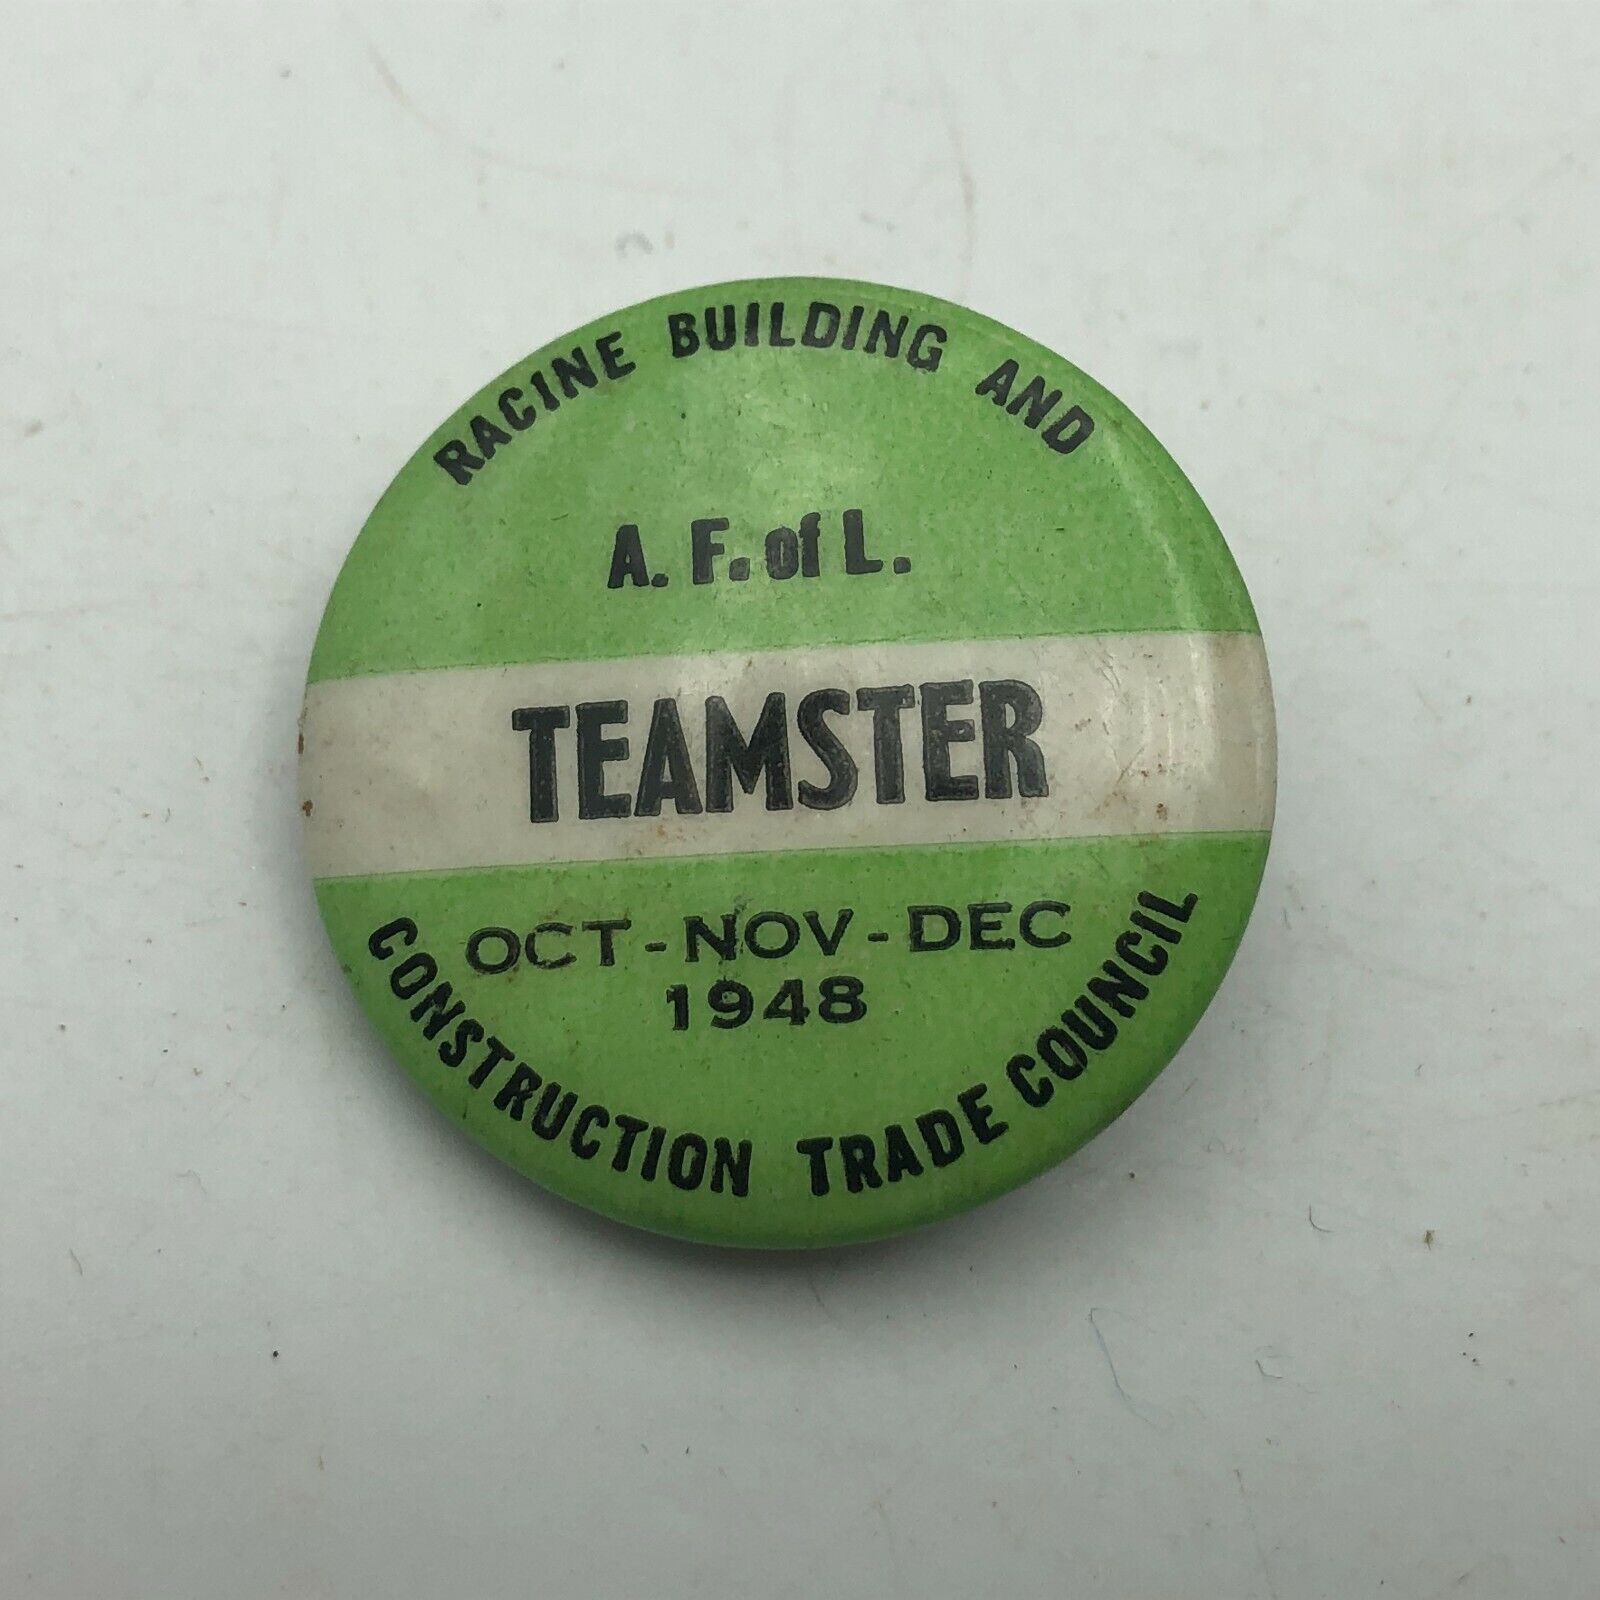 RACINE BUILDING AND
A. F. of L.
TEAMSTER
OCT - NOV - DEC
1948
CONSTRUCTION TRADE COUNCIL